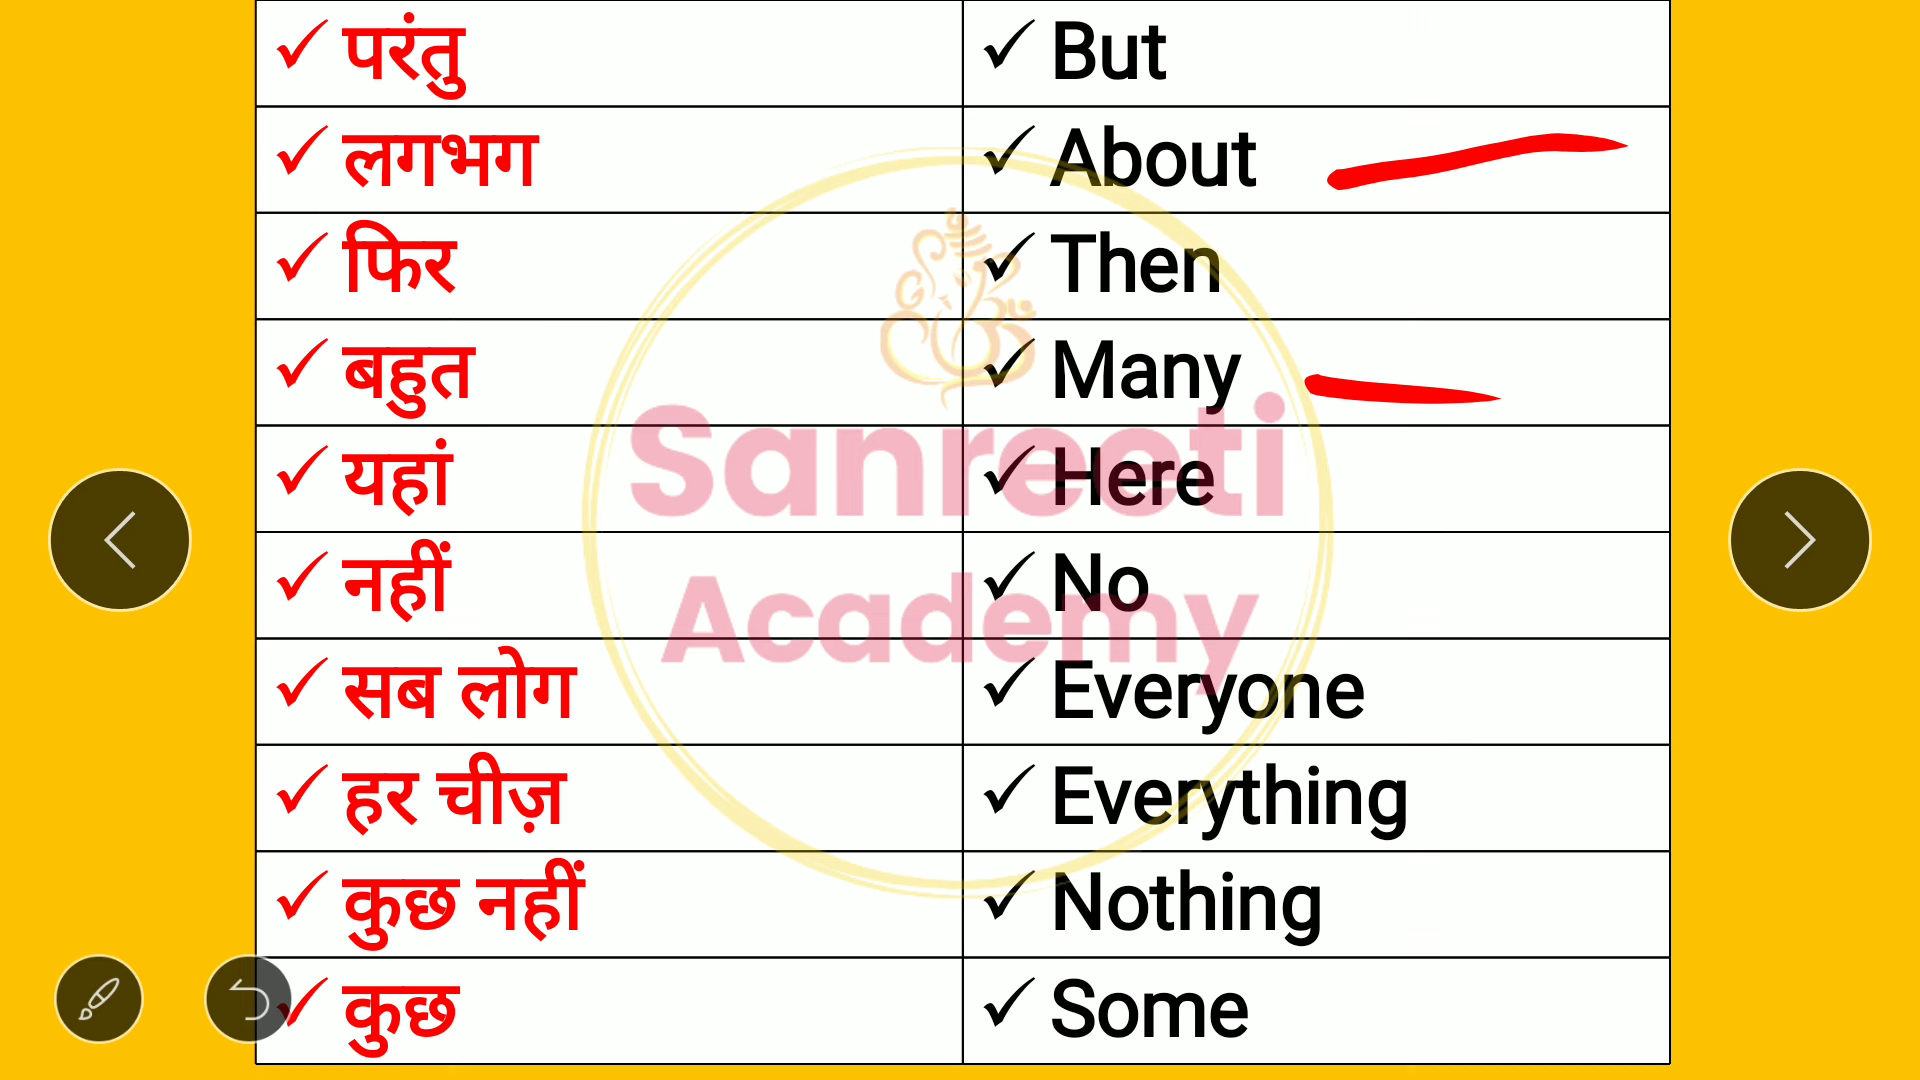 ✓ परंतु ✓ But
✓ लगभग ✓ About
✓ फिर ✓ Then
✓ बहुत ✓ Many
✓ यहां ✓ Here
✓ नहीं ✓ No
✓ सब लोग ✓ Everyone
✓ हर चीज़ ✓ Everything
✓ कुछ नहीं ✓ Nothing
✓ कुछ ✓ Some
Sanreeti
Academy